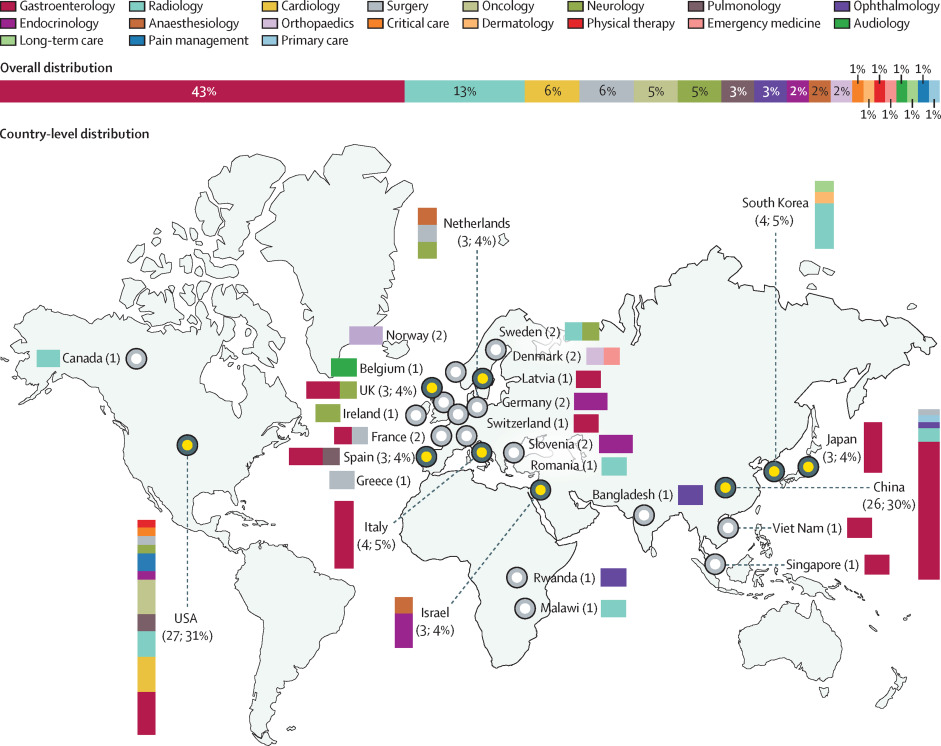 Gastroenterology Radiology Cardiology Surgery Oncology Neurology Pulmonology Ophthalmology
Endocrinology Anaesthesiology Orthopaedics Critical care Dermatology Physical therapy Emergency medicine Audiology
Long-term care Pain management Primary care
Overall distribution
1% 1% 1% 1%
43% 13% 6% 6% 5% 5% 3% 3% 2% 2% 2%
1% 1% 1% 1%
Country-level distribution
South Korea
(4; 5%)
Netherlands
(3; 4%)
Norway (2)
Sweden (2)
Canada (1)
Denmark (2)
Belgium (1)
Latvia (1)
UK (3; 4%)
Germany (2)
Ireland (1)
Switzerland (1)
France (2)
Slovenia (2)
Japan
(3; 4%)
Spain (3; 4%)
Romania (1)
Greece (1)
Bangladesh (1)
China
(26; 30%)
Italy
(4; 5%)
Viet Nam (1)
Singapore (1)
Rwanda (1)
Malawi (1)
Israel
(3; 4%)
USA
(27; 31%)